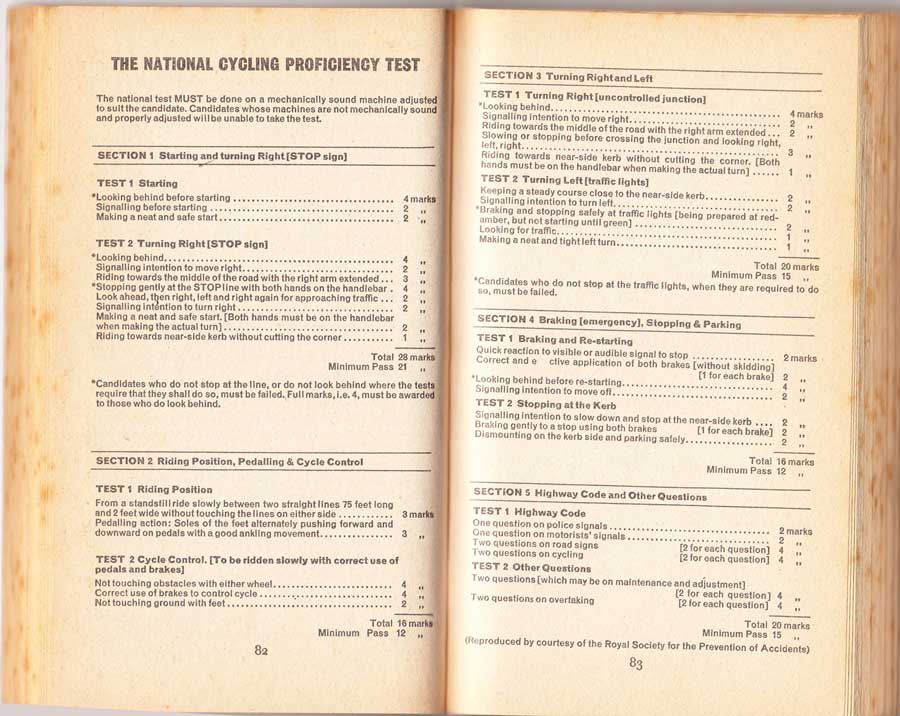 THE NATIONAL CYCLING PROFICIENCY TEST
The national test MUST be done on a mechanically sound machine adjusted
to suit the candidate. Candidates whose machines are not mechanically sound
and properly adjusted will be unable to take the test.
SECTION 1 Starting and turning Right [STOP sign]
TEST 1 Starting
*Looking behind before starting ................................ 4 marks
Signalling before starting .................................... 2 ,,
Making a neat and safe start.................................. 2 ,,
TEST 2 Turning Right [STOP sign]
*Looking behind............................................. 4 ,,
Signalling intention to move right.............................. 2 ,,
Riding towards the middle of the road with the right arm extended ... 3 ,,
*Stopping gently at the STOP line with both hands on the handlebar . 4 ,,
Look ahead, then right, left and right again for approaching traffic ... 2 ,,
Signalling intention to turn right ............................... 2 ,,
Making a neat and safe start. [Both hands must be on the handlebar
when making the actual turn] .................................. 2 ,,
Riding towards near-side kerb without cutting the corner .......... 1 ,,
Total 28 marks
Minimum Pass 21 ,,
*Candidates who do not stop at the line, or do not look behind where the tests
require that they shall do so, must be failed. Full marks, i.e. 4, must be awarded
to those who do look behind.
SECTION 2 Riding Position, Pedalling & Cycle Control
TEST 1 Riding Position
From a standstill ride slowly between two straight lines 75 feet long
and 2 feet wide without touching the lines on either side ........... 3 marks
Pedalling action: Soles of the feet alternately pushing forward and
downward on pedals with a good ankling movement............... 3 ,,
TEST 2 Cycle Control. [To be ridden slowly with correct use of
pedals and brakes]
Not touching obstacles with either wheel........................ 4 ,,
Correct use of brakes to control cycle ........................... 4 ,,
Not touching ground with feet.................................. 2 ,,
Total 16 marks
Minimum Pass 12 ,,
82
SECTION 3 Turning Right and Left
TEST 1 Turning Right [uncontrolled junction]
*Looking behind............................................. 4 marks
Signalling intention to move right.............................. 2 ,,
Riding towards the middle of the road with the right arm extended ... 2 ,,
Slowing or stopping before crossing the junction and looking right,
left, right.................................................... 3 ,,
Riding towards near-side kerb without cutting the corner. [Both
hands must be on the handlebar when making the actual turn] ...... 1 ,,
TEST 2 Turning Left [traffic lights]
Keeping a steady course close to the near-side kerb............... 2 ,,
Signalling intention to turn left................................. 2 ,,
*Braking and stopping safely at traffic lights [being prepared at red-
amber, but not starting until green] ............................. 2 ,,
Looking for traffic............................................. 1 ,,
Making a neat and tight left turn................................ 1 ,,
Total 20 marks
Minimum Pass 15 ,,
*Candidates who do not stop at the traffic lights, when they are required to do
so, must be failed.
SECTION 4 Braking [emergency], Stopping & Parking
TEST 1 Braking and Re-starting
Quick reaction to visible or audible signal to stop ................ 2 marks
Correct and e ctive application of both brakes [without skidding]
[1 for each brake] 2 ,,
*Looking behind before re-starting.............................. 4 ,,
Signalling intention to move off................................. 2 ,,
TEST 2 Stopping at the Kerb
Signalling intention to slow down and stop at the near-side kerb .... 2 ,,
Braking gently to a stop using both brakes [1 for each brake] 2 ,,
Dismounting on the kerb side and parking safely.................. 2 ,,
Total 16 marks
Minimum Pass 12 ,,
SECTION 5 Highway Code and Other Questions
TEST 1 Highway Code
One question on police signals ................................. 2 marks
One question on motorists' signals.............................. 2 ,,
Two questions on road signs [2 for each question] 4 ,,
Two questions on cycling [2 for each question] 4 ,,
TEST 2 Other Questions
Two questions [which may be on maintenance and adjustment]
[2 for each question] 4 ,,
Two questions on overtaking [2 for each question] 4 ,,
Total 20 marks
Minimum Pass 15 ,,
(Reproduced by courtesy of the Royal Society for the Prevention of Accidents)
83